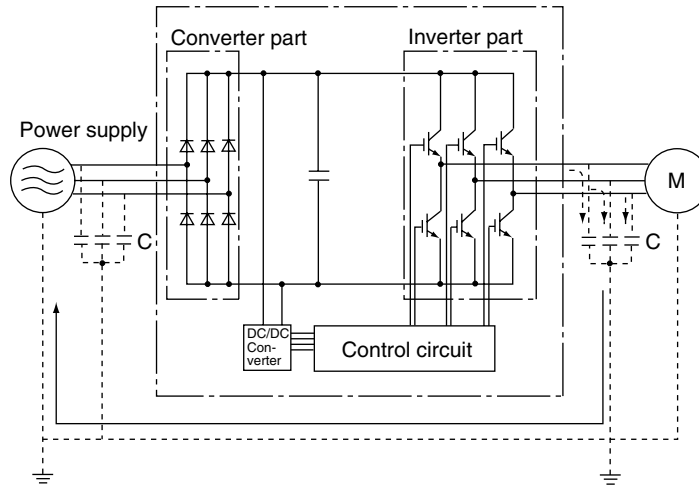 Converter part
Inverter part
Power supply
M
C
C
DC/DC
Con-
verter
Control circuit